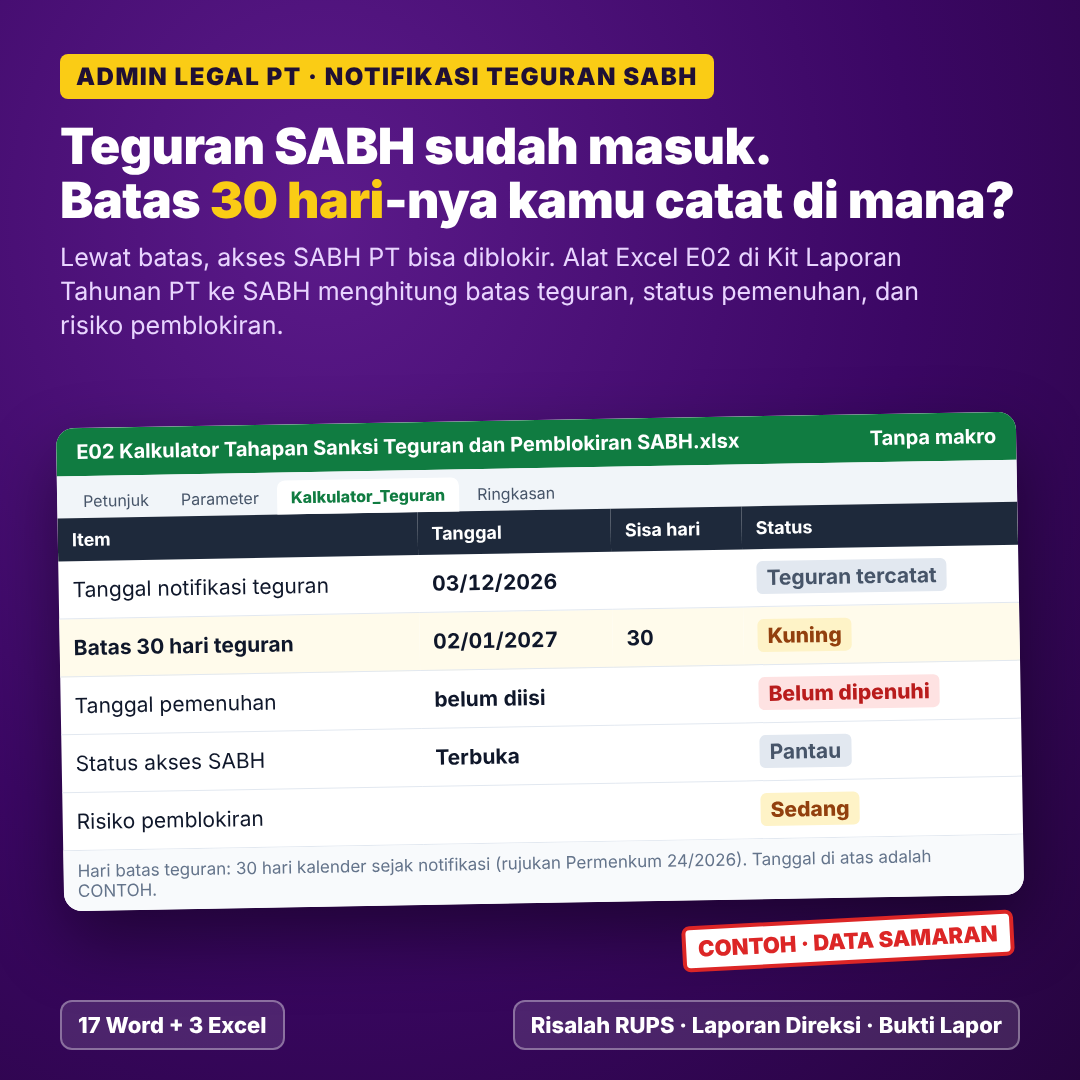 ADMIN LEGAL PT · NOTIFIKASI TEGURAN SABH
Teguran SABH sudah masuk.
Batas 30 hari-nya kamu catat di mana?
Lewat batas, akses SABH PT bisa diblokir. Alat Excel E02 di Kit Laporan
Tahunan PT ke SABH menghitung batas teguran, status pemenuhan, dan
risiko pemblokiran.
E02 Kalkulator Tahapan Sanksi Teguran dan Pemblokiran SABH.xlsx Tanpa makro
Petunjuk Parameter Kalkulator_Teguran Ringkasan
Item Tanggal Sisa hari Status
Tanggal notifikasi teguran 03/12/2026 Teguran tercatat
Batas 30 hari teguran 02/01/2027 30 Kuning
Tanggal pemenuhan belum diisi Belum dipenuhi
Status akses SABH Terbuka Pantau
Risiko pemblokiran Sedang
Hari batas teguran: 30 hari kalender sejak notifikasi (rujukan Permenkum 24/2026). Tanggal di atas adalah
CONTOH.
CONTOH · DATA SAMARAN
17 Word + 3 Excel
Risalah RUPS · Laporan Direksi · Bukti Lapor